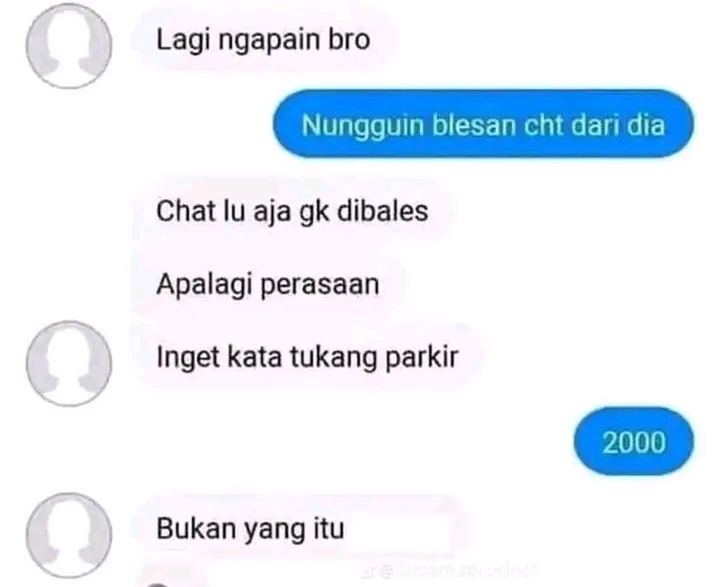 Lagi ngapain bro
Nungguin blesan cht dari dia
Chat lu aja gk dibales
Apalagi perasaan
Inget kata tukang parkir
2000
Bukan yang itu